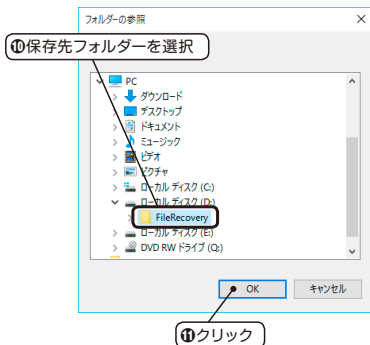 フォルダーの参照
❿保存先フォルダーを選択
PC
ダウンロード
デスクトップ
ドキュメント
ミュージック
ビデオ
ピクチャ
ローカル ディスク (C:)
ローカル ディスク (D:)
FileRecovery
ローカル ディスク (E:)
DVD RW ドライブ (Q:)
OK
キャンセル
⓫クリック